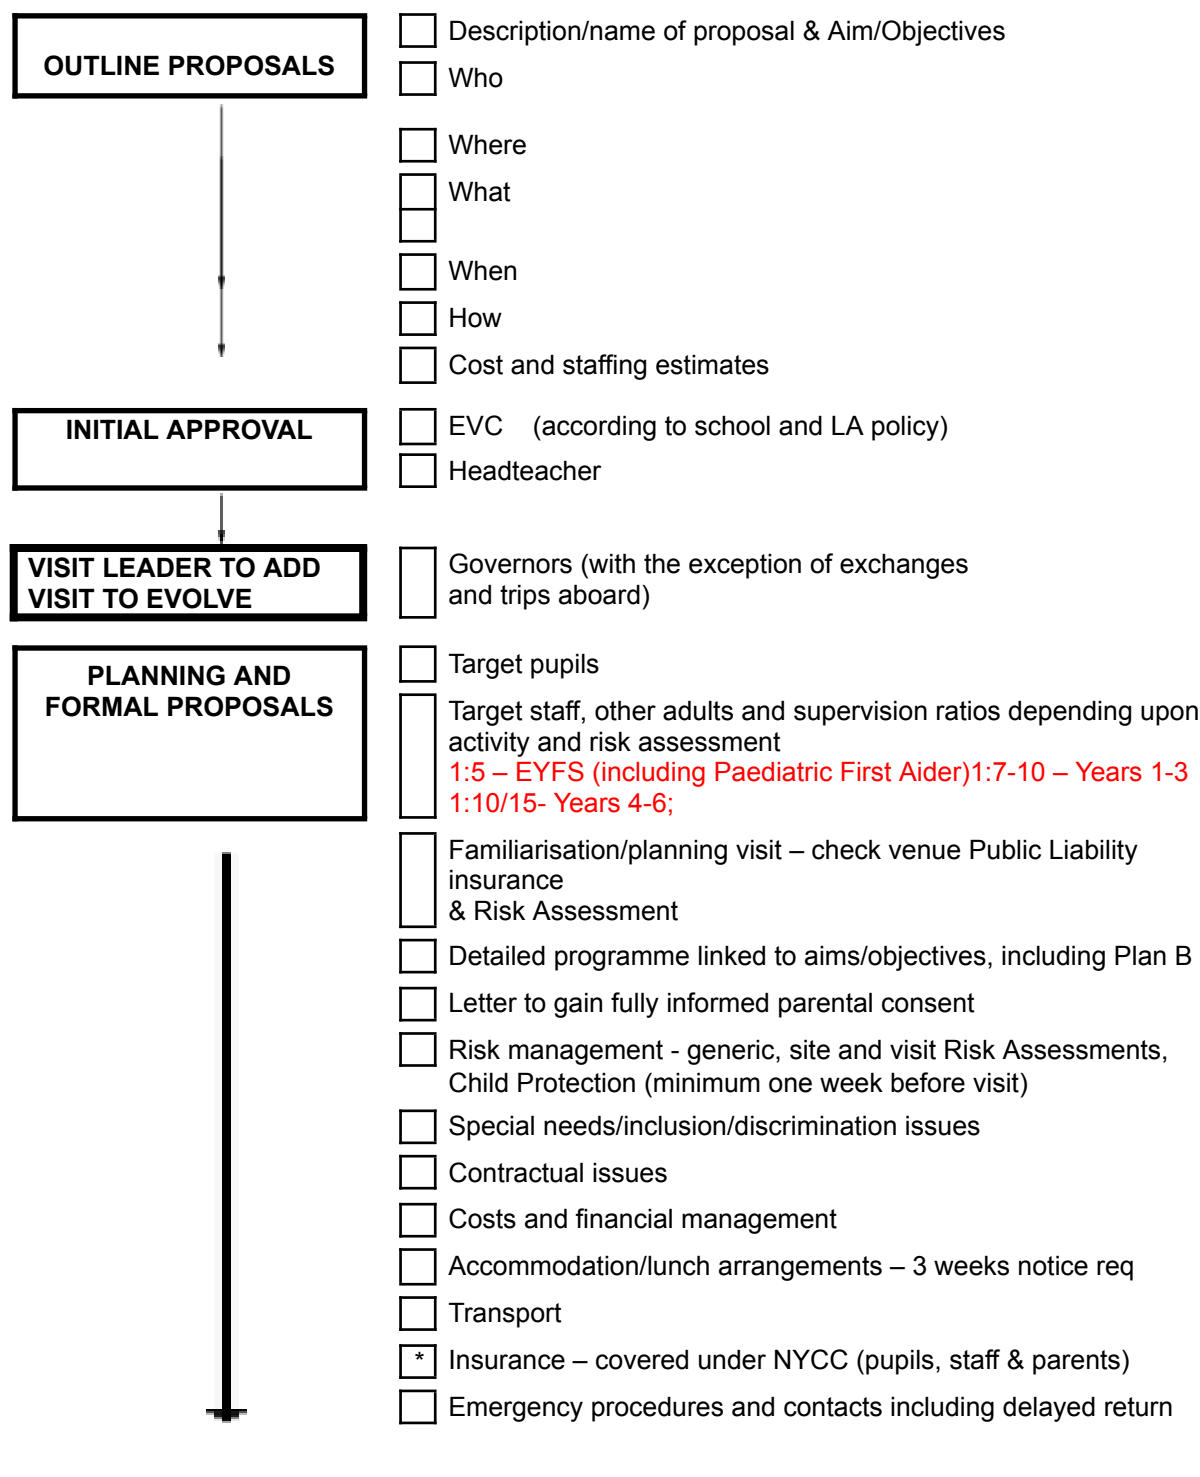 OUTLINE PROPOSALS
Description/name of proposal & Aim/Objectives
Who
Where
What
When
How
Cost and staffing estimates
INITIAL APPROVAL
EVC (according to school and LA policy)
Headteacher
VISIT LEADER TO ADD
VISIT TO EVOLVE
Governors (with the exception of exchanges
and trips aboard)
PLANNING AND
FORMAL PROPOSALS
Target pupils
Target staff, other adults and supervision ratios depending upon
activity and risk assessment
1:5 – EYFS (including Paediatric First Aider)1:7-10 – Years 1-3
1:10/15- Years 4-6;
Familiarisation/planning visit – check venue Public Liability
insurance
& Risk Assessment
Detailed programme linked to aims/objectives, including Plan B
Letter to gain fully informed parental consent
Risk management - generic, site and visit Risk Assessments,
Child Protection (minimum one week before visit)
Special needs/inclusion/discrimination issues
Contractual issues
Costs and financial management
Accommodation/lunch arrangements – 3 weeks notice req
Transport
* Insurance – covered under NYCC (pupils, staff & parents)
Emergency procedures and contacts including delayed return